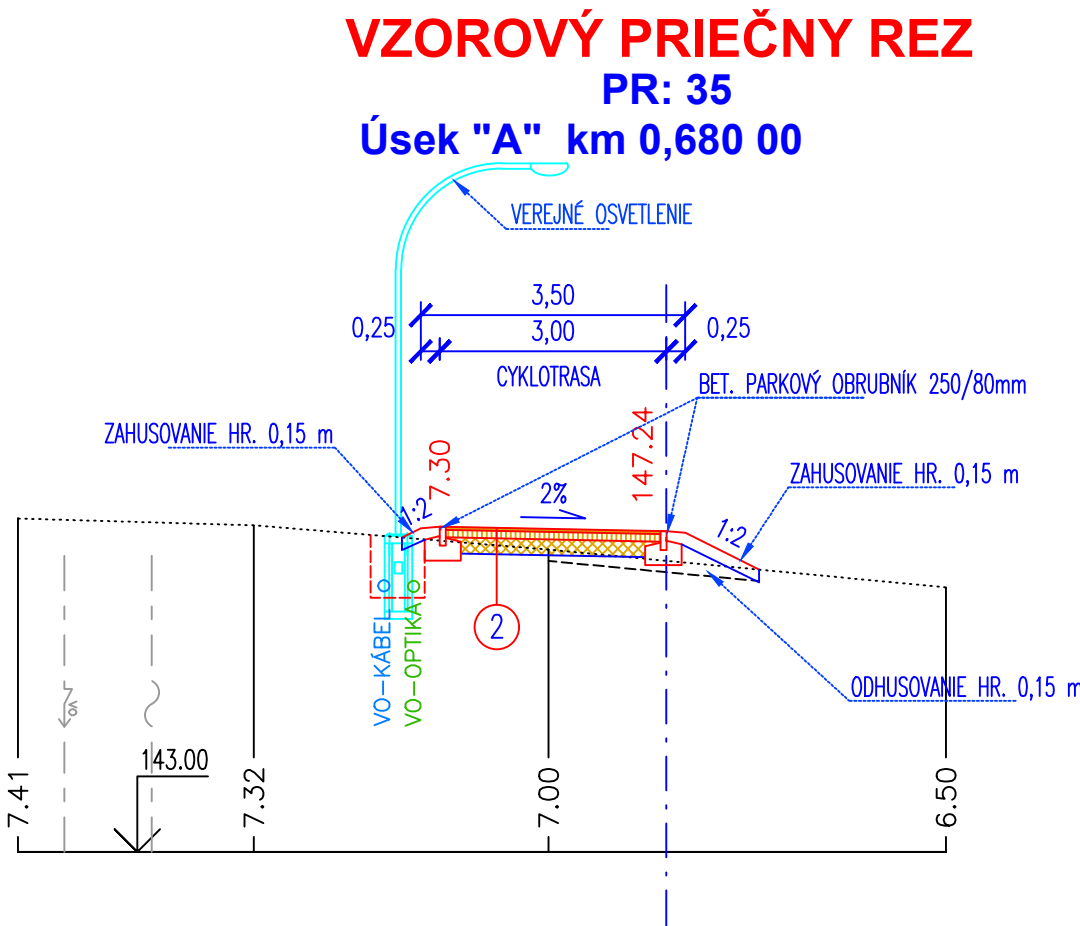 VZOROVÝ PRIEČNY REZ
PR: 35
Úsek "A" km 0,680 00
VEREJNÉ OSVETLENIE
3,50
0,25
3,00
0,25
CYKLOTRASA
BET. PARKOVÝ OBRUBNÍK 250/80mm
ZAHUSOVANIE HR. 0,15 m
7.30
147.24
ZAHUSOVANIE HR. 0,15 m
1:2
2%
1:2
2
VO-KÁBEL
VO-OPTIKA
ODHUSOVANIE HR. 0,15 m
143.00
7.41
7.32
7.00
6.50